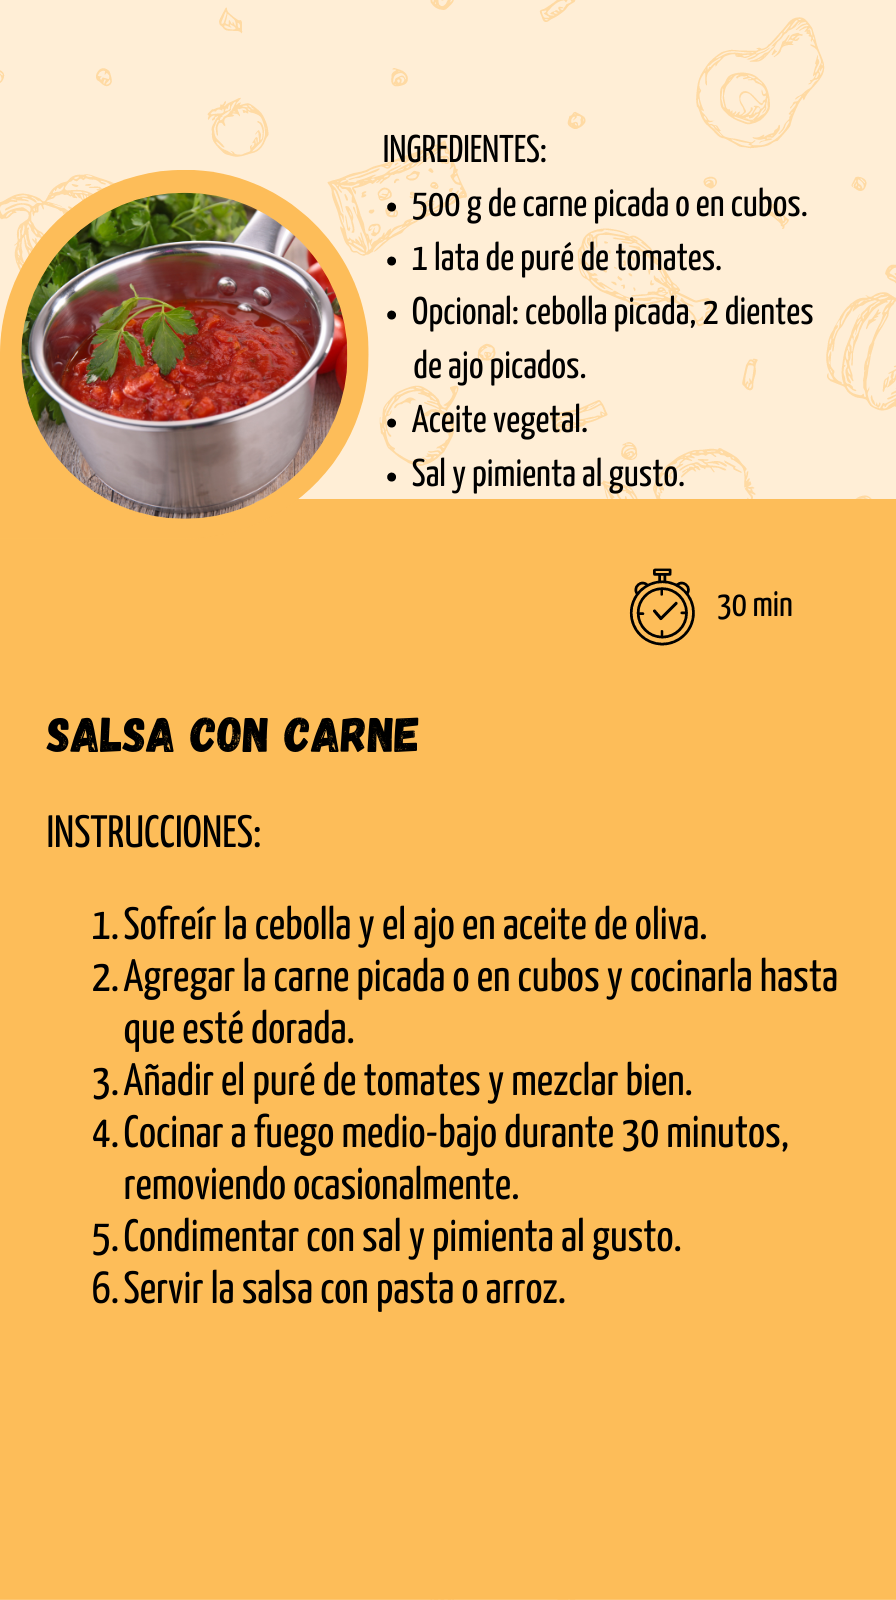 INGREDIENTES:
• 500 g de carne picada o en cubos.
• 1 lata de puré de tomates.
• Opcional: cebolla picada, 2 dientes
de ajo picados.
• Aceite vegetal.
• Sal y pimienta al gusto.
30 min
SALSA CON CARNE
INSTRUCCIONES:
1. Sofreír la cebolla y el ajo en aceite de oliva.
2. Agregar la carne picada o en cubos y cocinarla hasta
que esté dorada.
3. Añadir el puré de tomates y mezclar bien.
4. Cocinar a fuego medio-bajo durante 30 minutos,
removiendo ocasionalmente.
5. Condimentar con sal y pimienta al gusto.
6. Servir la salsa con pasta o arroz.